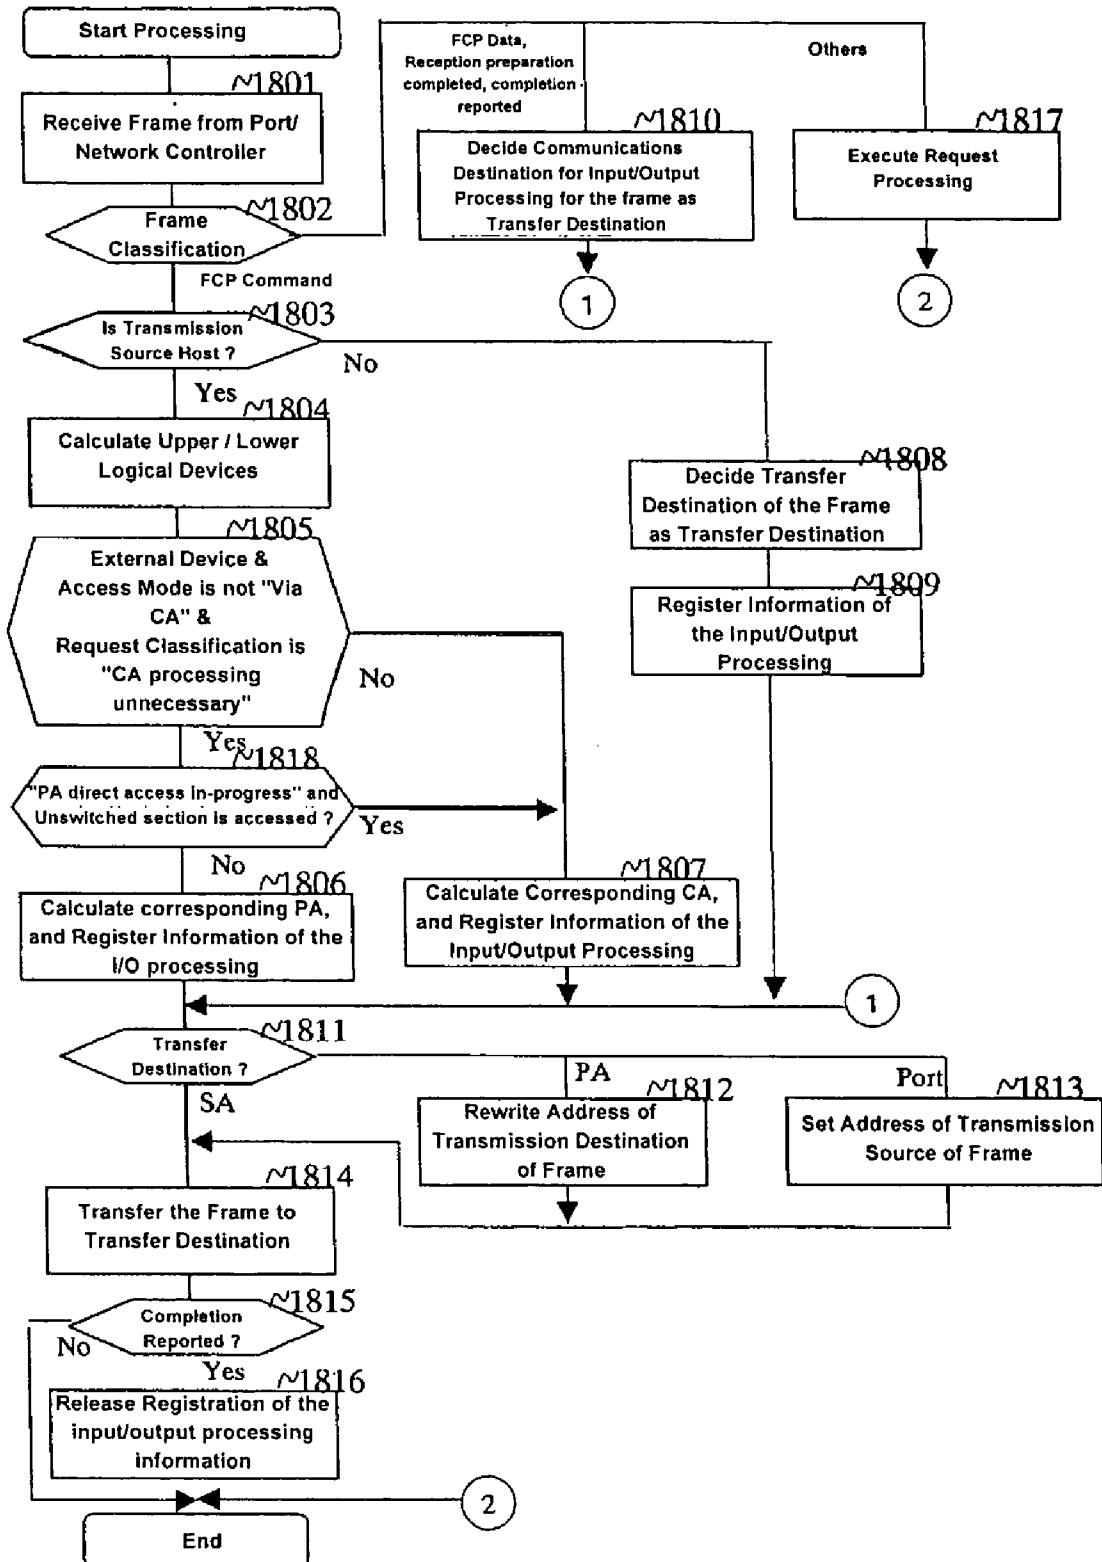 Start Processing
~1801
Receive Frame from Port/
Network Controller
~1802
Frame
Classification
FCP Data,
Reception preparation
completed, completion
reported
Others
~1810
Decide Communications
Destination for Input/Output
Processing for the frame as
Transfer Destination
1
~1817
Execute Request
Processing
2
FCP Command
~1803
Is Transmission
Source Host ?
No
Yes
~1804
Calculate Upper / Lower
Logical Devices
~1808
Decide Transfer
Destination of the Frame
as Transfer Destination
~1805
External Device &
Access Mode is not "Via
CA" &
Request Classification is
"CA processing
unnecessary"
No
Yes
~1809
Register Information of
the Input/Output
Processing
~1818
"PA direct access in-progress" and
Unswitched section is accessed ?
Yes
No
~1806
Calculate corresponding PA,
and Register Information of the
I/O processing
~1807
Calculate Corresponding CA,
and Register Information of the
Input/Output Processing
1
~1811
Transfer
Destination ?
SA
PA
Port
~1812
Rewrite Address of
Transmission Destination
of Frame
~1813
Set Address of Transmission
Source of Frame
~1814
Transfer the Frame to
Transfer Destination
~1815
Completion
Reported ?
No
Yes
~1816
Release Registration of the
input/output processing
information
2
End